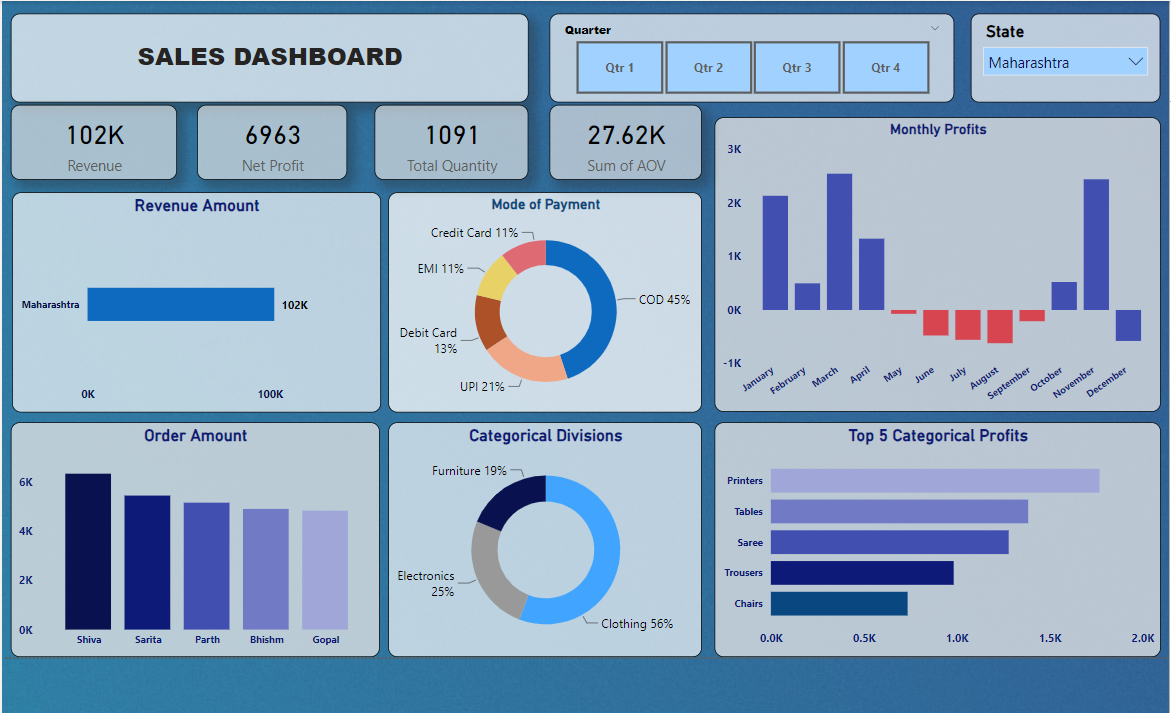 SALES DASHBOARD
Quarter
Qtr 1
Qtr 2
Qtr 3
Qtr 4
State
Maharashtra
102K
Revenue
6963
Net Profit
1091
Total Quantity
27.62K
Sum of AOV
Monthly Profits
3K
2K
1K
0K
-1K
January
February
March
April
May
June
July
August
September
October
November
December
Revenue Amount
Maharashtra
102K
0K
100K
Mode of Payment
Credit Card 11%
EMI 11%
COD 45%
Debit Card
13%
UPI 21%
Order Amount
6K
4K
2K
0K
Shiva
Sarita
Parth
Bhishm
Gopal
Categorical Divisions
Furniture 19%
Electronics
25%
Clothing 56%
Top 5 Categorical Profits
Printers
Tables
Saree
Trousers
Chairs
0.0K
0.5K
1.0K
1.5K
2.0K